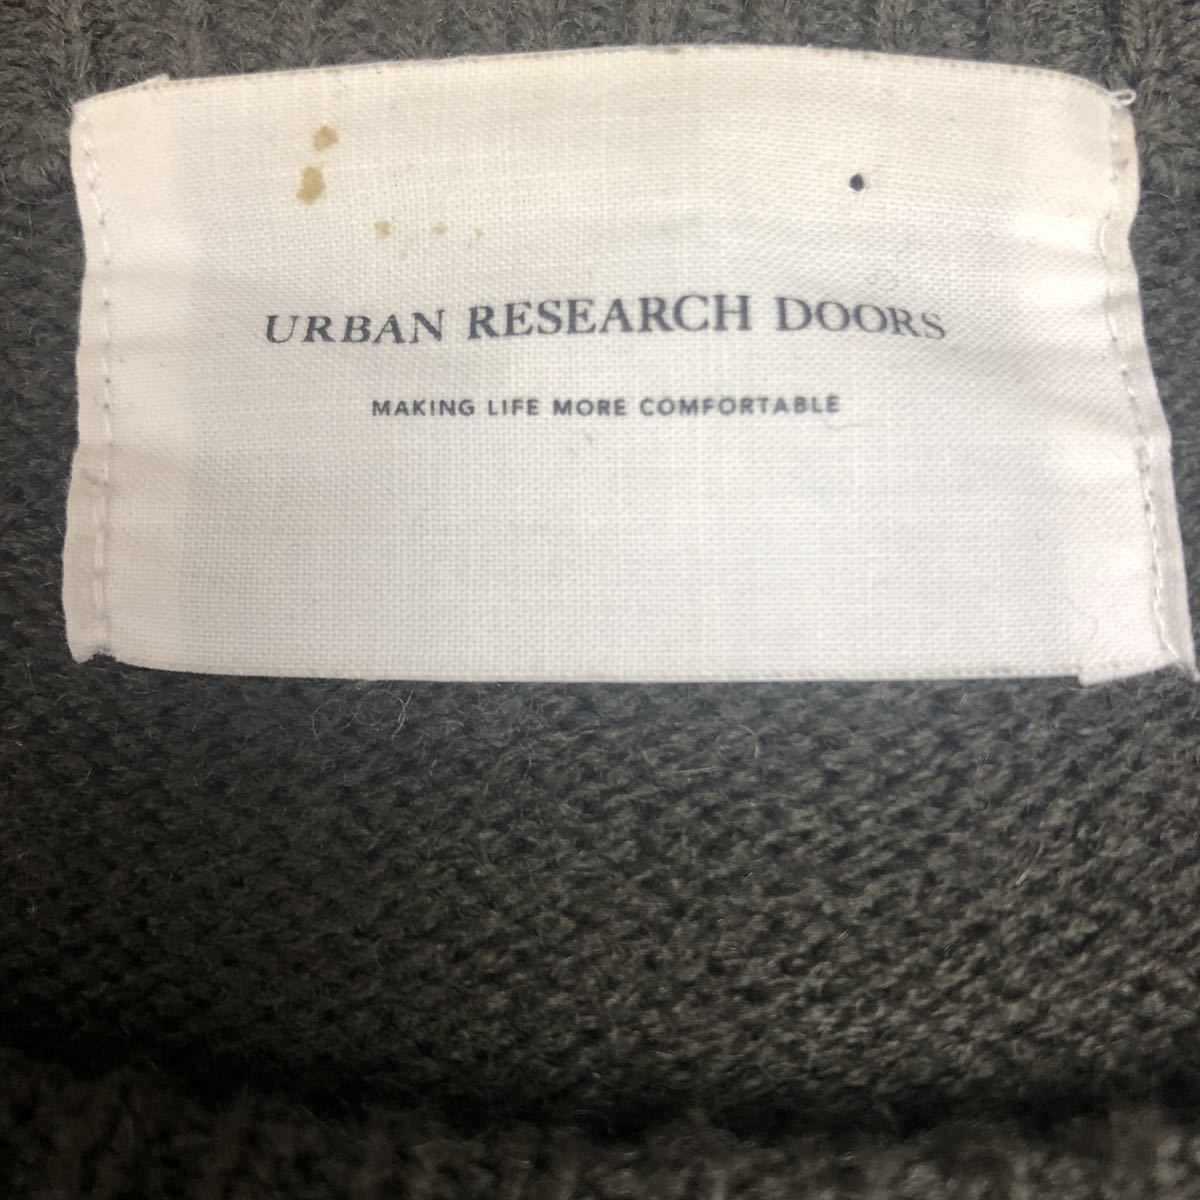 URBAN RESEARCH DOORS
MAKING LIFE MORE COMFORTABLE